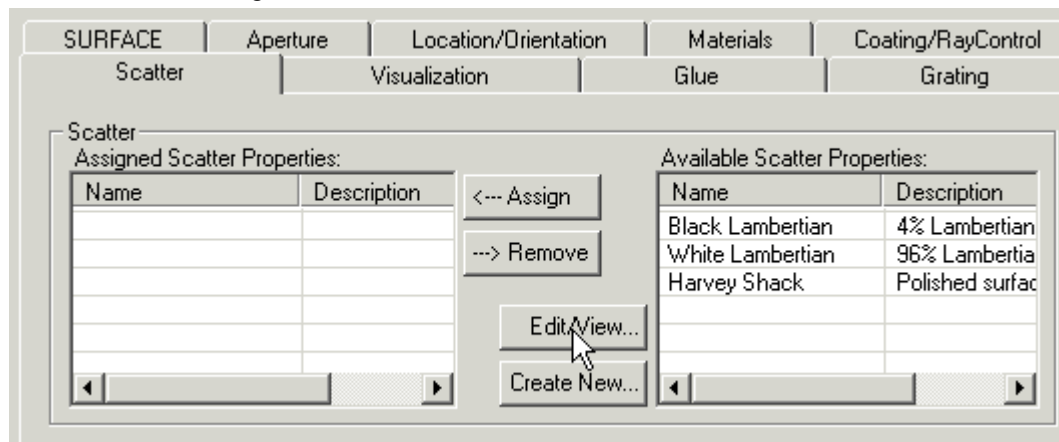 SURFACE Aperture Location/Orientation Materials Coating/RayControl
Scatter Visualization Glue Grating
Scatter
Assigned Scatter Properties: Available Scatter Properties:
Name Description <--- Assign Name Description
Black Lambertian 4% Lambertian
---> Remove White Lambertian 96% Lambertia
Harvey Shack Polished surfac
Edit/View...
Create New...